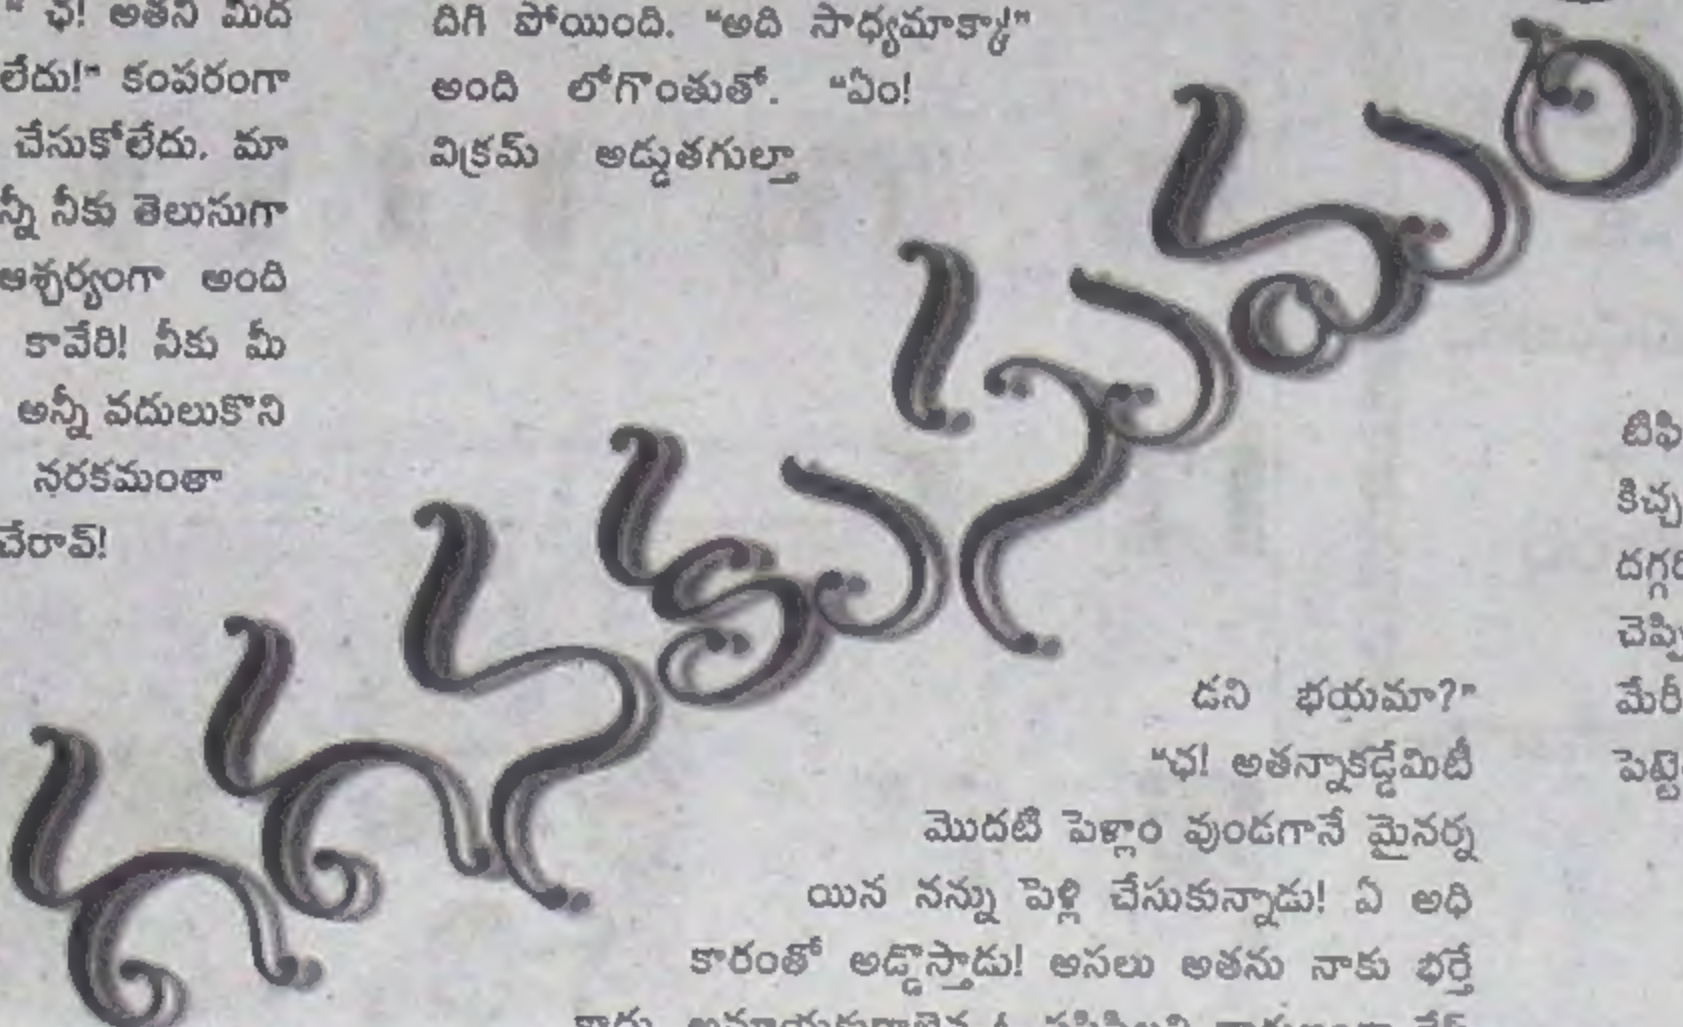 " ఛ! అతని మీద
లేదు!" కంపరంగా
చేసుకోలేదు. మా
న్నీ నీకు తెలుసుగా
ఆశ్చర్యంగా అంది
కావేరి! నీకు మీ
అన్నీ వదులుకొని
నరకమంతా
చేరావ్!
దిగి పోయింది. "అది సాధ్యమాక్కా!"
అంది లోగొంతుతో. "ఏం!
విక్రమ్ అడ్డుతగుల్తా
గగనకుసుమం
డని భయమా?"
"ఛ! అతన్నాకడ్డేమిటీ
మొదటి పెళ్లాం వుండగానే మైనర్న
యిన నన్ను పెళ్లి చేసుకున్నాడు! ఏ అధి
కారంతో అడ్డొస్తాడు! అసలు అతను నాకు భర్తే
టిఫి
కిచ్చ
దగ్గరి
చెప్పి
మేరీ
పెట్టె